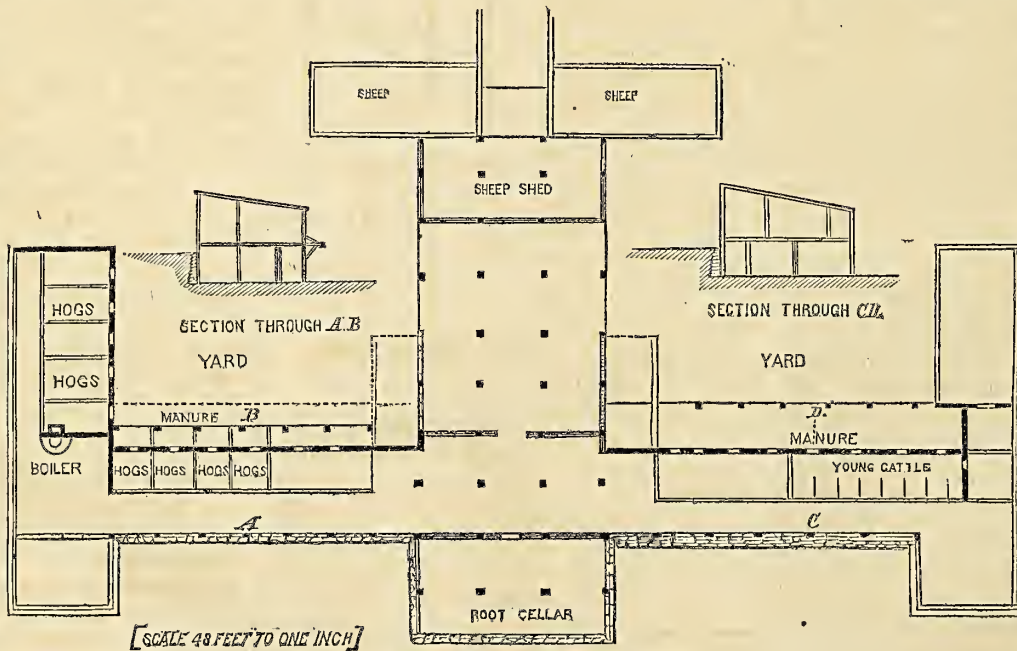 SHEEP
SHEEP
SHEEP SHED
HOGS
SECTION THROUGH A.B
SECTION THROUGH C.D.
YARD
YARD
HOGS
MANURE B
D.
MANURE
BOILER
HOGS
HOGS
HOGS
HOGS
YOUNG CATTLE
A
C
ROOT CELLAR
[SCALE 48 FEET TO ONE INCH]